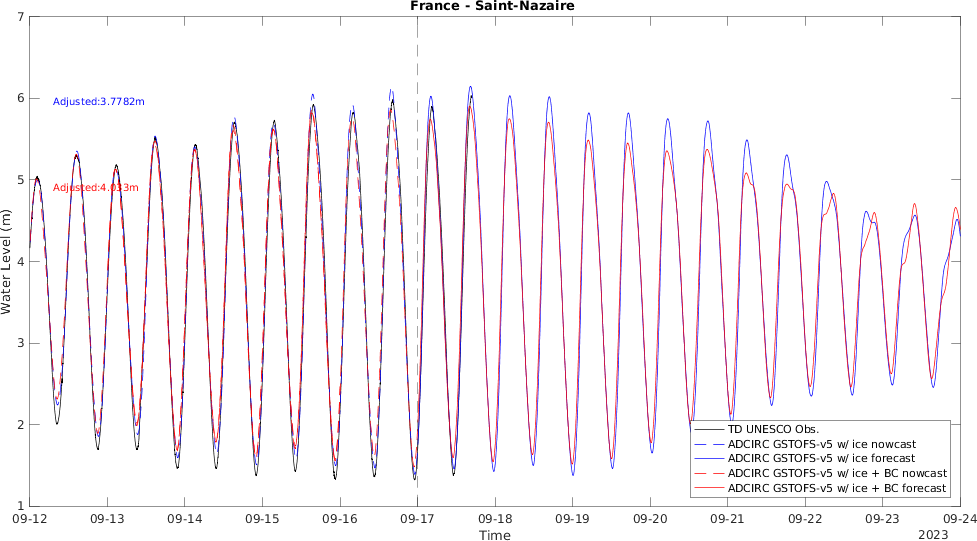 France - Saint-Nazaire
7
6
5
4
3
2
1
Water Level (m)
Adjusted:3.7782m
Adjusted:4.033m
TD UNESCO Obs.
ADCIRC GSTOFS-v5 w/ ice nowcast
ADCIRC GSTOFS-v5 w/ ice forecast
ADCIRC GSTOFS-v5 w/ ice + BC nowcast
ADCIRC GSTOFS-v5 w/ ice + BC forecast
09-12 09-13 09-14 09-15 09-16 09-17 09-18 09-19 09-20 09-21 09-22 09-23 09-24
Time
2023